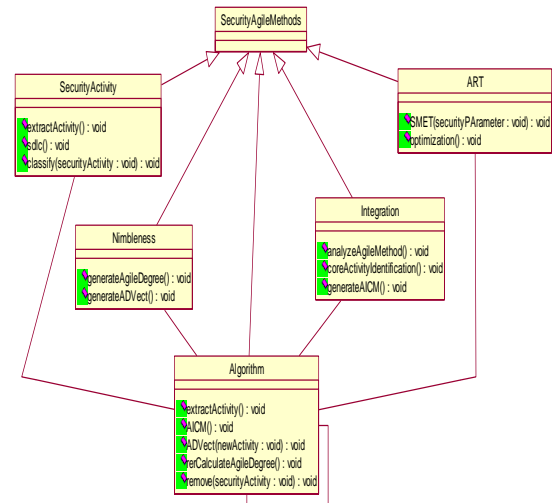 SecurityAgileMethods
SecurityActivity
extractActivity() : void
sdlc() : void
classify(securityActivity : void) : void
ART
SMET(securityPArameter : void) : void
optimization() : void
Nimbleness
generateAgileDegree() : void
generateADVect() : void
Integration
analyzeAgileMethod() : void
coreActivityIdentification() : void
generateAICM() : void
Algorithm
extractActivity() : void
AICM() : void
ADVect(newActivity : void) : void
rerCalculateAgileDegree() : void
remove(securityActivity : void) : void